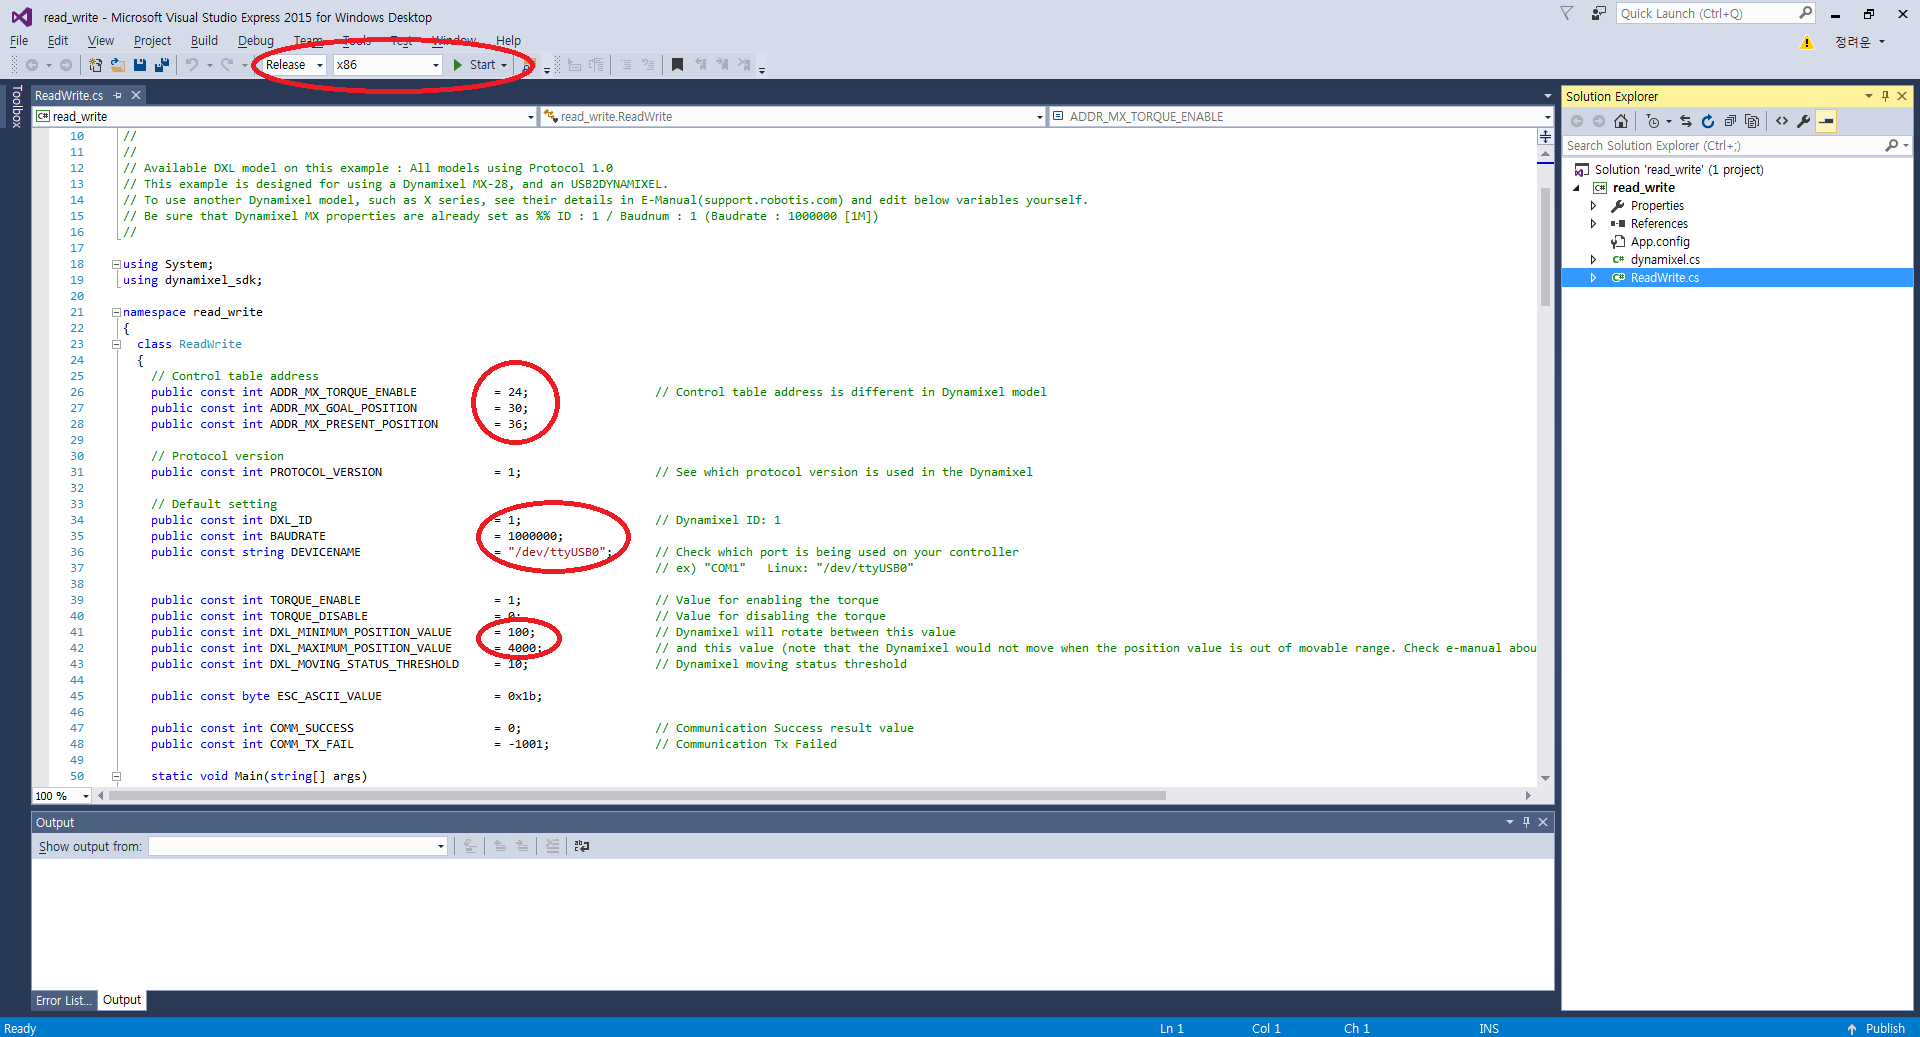 read_write - Microsoft Visual Studio Express 2015 for Windows Desktop
Quick Launch (Ctrl+Q)
File Edit View Project Build Debug Team Tools Test Window Help
정려운
Release x86 Start
Toolbox
ReadWrite.cs
C# read_write read_write.ReadWrite ADDR_MX_TORQUE_ENABLE
10 //
11 //
12 // Available DXL model on this example : All models using Protocol 1.0
13 // This example is designed for using a Dynamixel MX-28, and an USB2DYNAMIXEL.
14 // To use another Dynamixel model, such as X series, see their details in E-Manual(support.robotis.com) and edit below variables yourself.
15 // Be sure that Dynamixel MX properties are already set as %% ID : 1 / Baudnum : 1 (Baudrate : 1000000 [1M])
16 //
17
18 using System;
19 using dynamixel_sdk;
20
21 namespace read_write
22 {
23 class ReadWrite
24 {
25 // Control table address
26 public const int ADDR_MX_TORQUE_ENABLE = 24; // Control table address is different in Dynamixel model
27 public const int ADDR_MX_GOAL_POSITION = 30;
28 public const int ADDR_MX_PRESENT_POSITION = 36;
29
30 // Protocol version
31 public const int PROTOCOL_VERSION = 1; // See which protocol version is used in the Dynamixel
32
33 // Default setting
34 public const int DXL_ID = 1; // Dynamixel ID: 1
35 public const int BAUDRATE = 1000000;
36 public const string DEVICENAME = "/dev/ttyUSB0"; // Check which port is being used on your controller
37 // ex) "COM1" Linux: "/dev/ttyUSB0"
38
39 public const int TORQUE_ENABLE = 1; // Value for enabling the torque
40 public const int TORQUE_DISABLE = 0; // Value for disabling the torque
41 public const int DXL_MINIMUM_POSITION_VALUE = 100; // Dynamixel will rotate between this value
42 public const int DXL_MAXIMUM_POSITION_VALUE = 4000; // and this value (note that the Dynamixel would not move when the position value is out of movable range. Check e-manual abou
43 public const int DXL_MOVING_STATUS_THRESHOLD = 10; // Dynamixel moving status threshold
44
45 public const byte ESC_ASCII_VALUE = 0x1b;
46
47 public const int COMM_SUCCESS = 0; // Communication Success result value
48 public const int COMM_TX_FAIL = -1001; // Communication Tx Failed
49
50 static void Main(string[] args)
100 %
Output
Show output from:
Error List... Output
Solution Explorer
Search Solution Explorer (Ctrl+;)
Solution 'read_write' (1 project)
C# read_write
Properties
References
App.config
C# dynamixel.cs
C# ReadWrite.cs
Ready Ln 1 Col 1 Ch 1 INS Publish